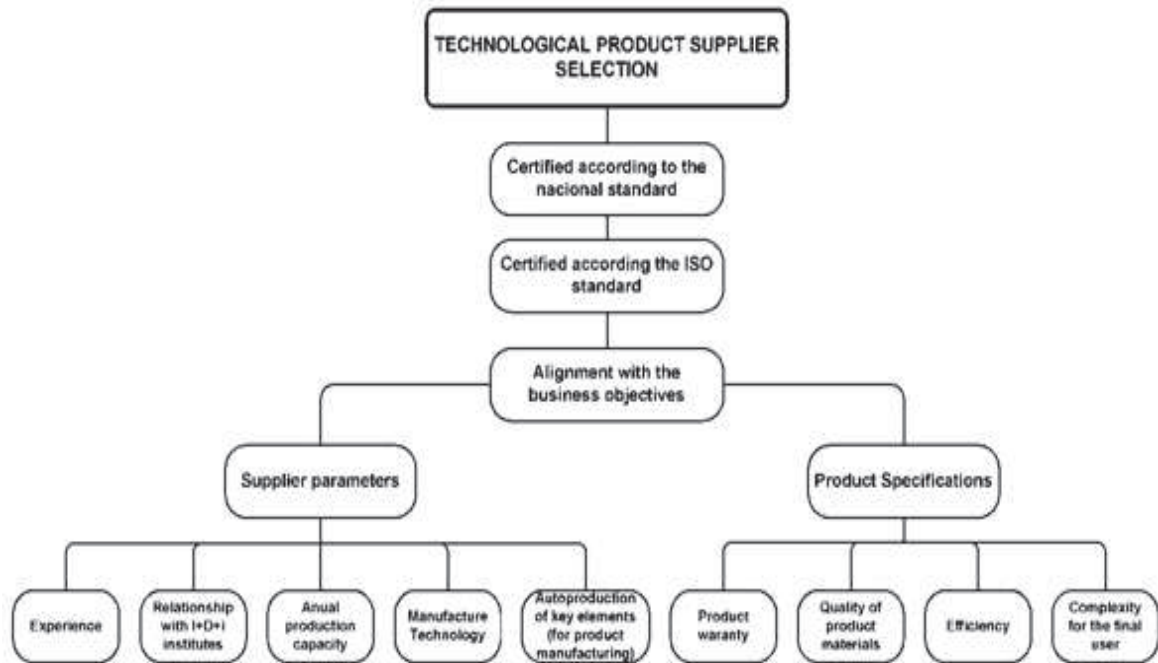 TECHNOLOGICAL PRODUCT SUPPLIER
SELECTION
Certified according to the
nacional standard
Certified according the ISO
standard
Alignment with the
business objectives
Supplier parameters
Product Specifications
Experience
Relationship
with I+D+i
institutes
Anual
production
capacity
Manufacture
Technology
Autoproduction
of key elements
(for product
manufacturing)
Product
waranty
Quality of
product
materials
Efficiency
Complexity
for the final
user